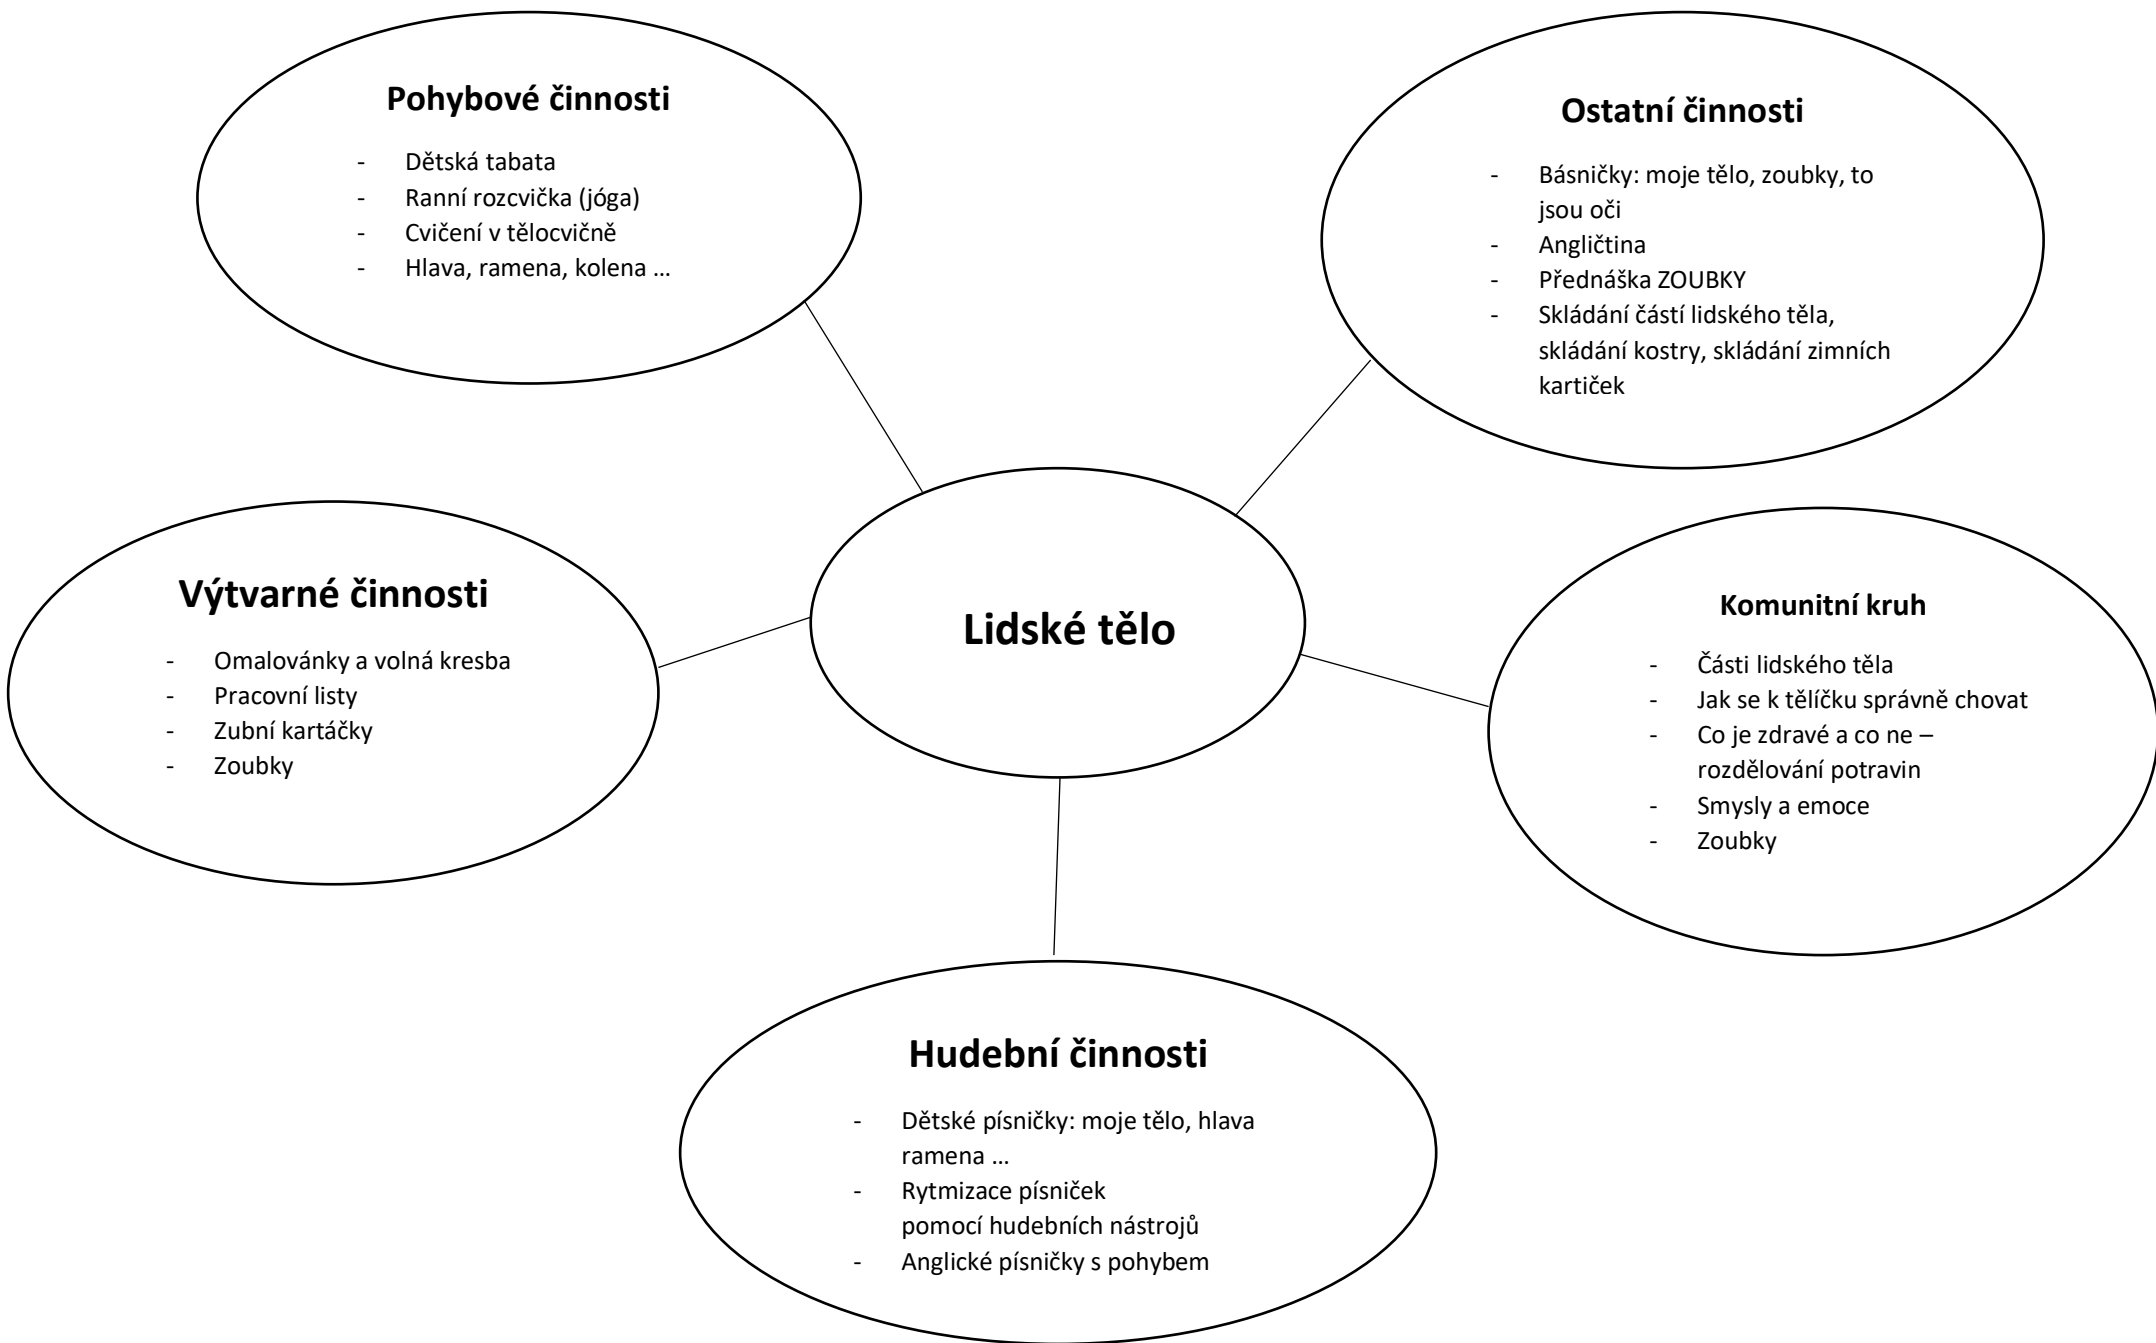 Pohybové činnosti
- Dětská tabata
- Ranní rozcvička (jóga)
- Cvičení v tělocvičně
- Hlava, ramena, kolena …
Ostatní činnosti
- Básničky: moje tělo, zoubky, to
jsou oči
- Angličtina
- Přednáška ZOUBKY
- Skládání částí lidského těla,
skládání kostry, skládání zimních
kartiček
Výtvarné činnosti
- Omalovánky a volná kresba
- Pracovní listy
- Zubní kartáčky
- Zoubky
Lidské tělo
Komunitní kruh
- Části lidského těla
- Jak se k tělíčku správně chovat
- Co je zdravé a co ne –
rozdělování potravin
- Smysly a emoce
- Zoubky
Hudební činnosti
- Dětské písničky: moje tělo, hlava
ramena …
- Rytmizace písniček
pomocí hudebních nástrojů
- Anglické písničky s pohybem